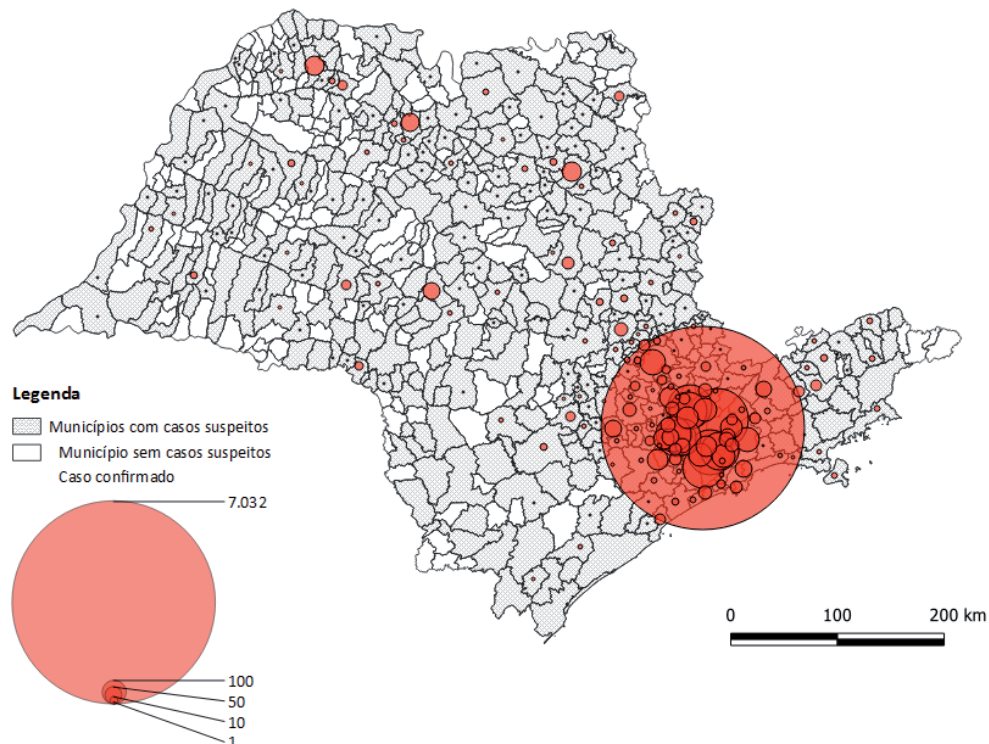 Legenda
Municípios com casos suspeitos
Município sem casos suspeitos
Caso confirmado
7.032
100
50
10
1
0 100 200 km